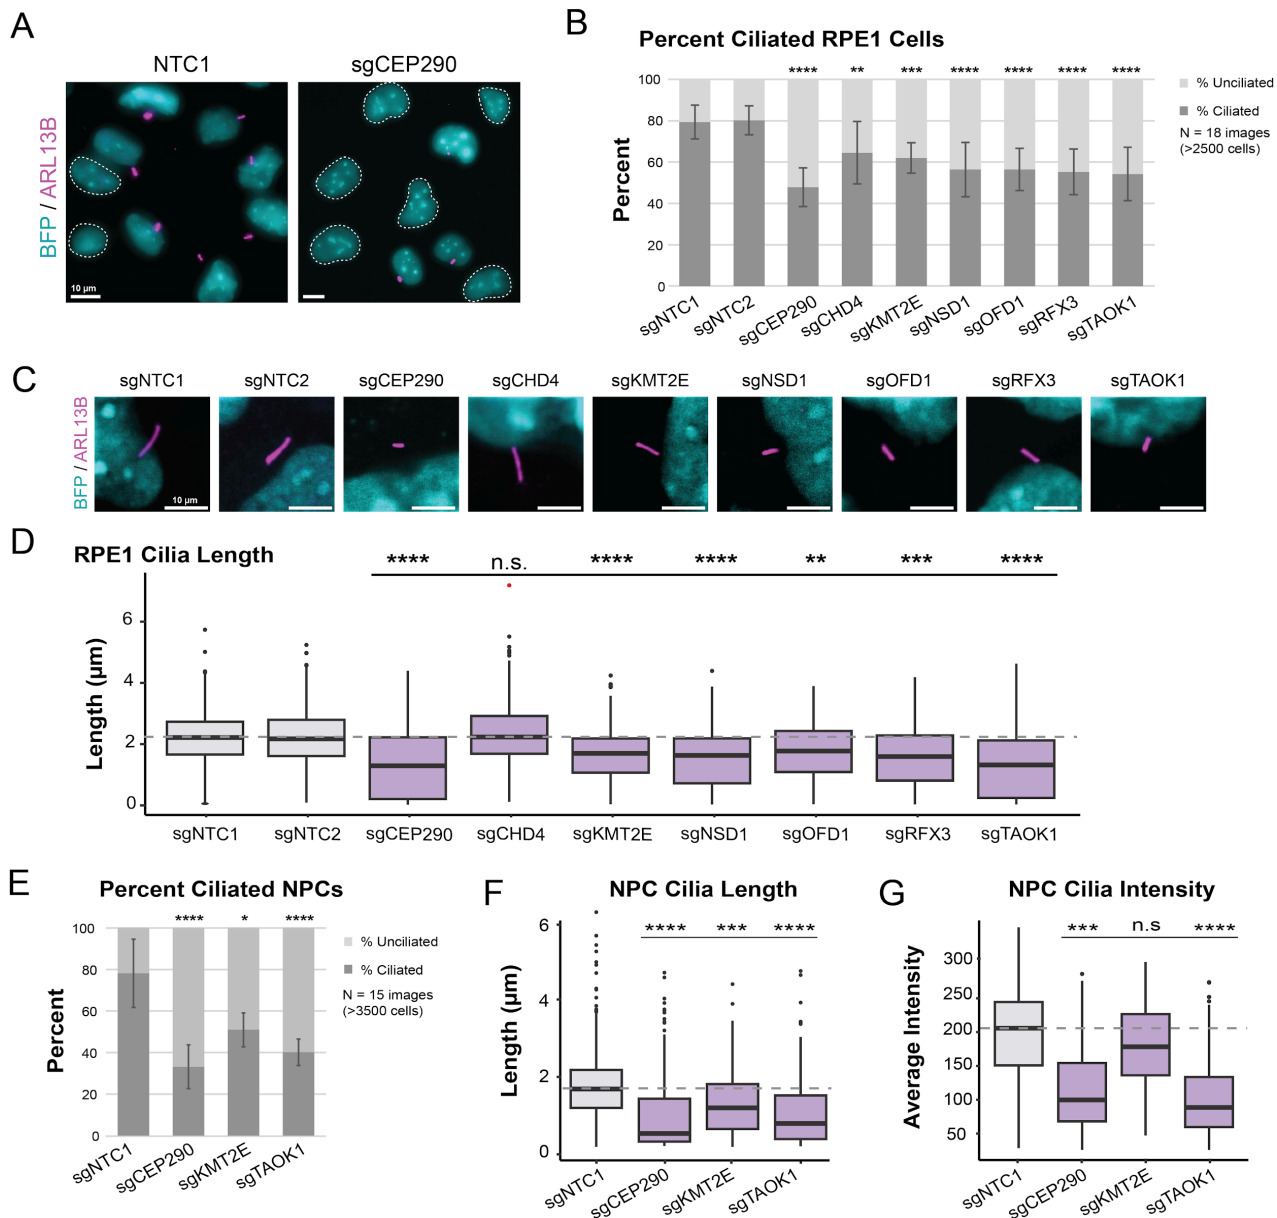 A
NTC1
sgCEP290
BFP / ARL13B
10 µm
B
Percent Ciliated RPE1 Cells
**** ** *** **** **** **** ****
100
80
60
40
20
0
Percent
% Unciliated
% Ciliated
N = 18 images
(>2500 cells)
sgNTC1 sgNTC2 sgCEP290 sgCHD4 sgKMT2E sgNSD1 sgOFD1 sgRFX3 sgTAOK1
C
sgNTC1 sgNTC2 sgCEP290 sgCHD4 sgKMT2E sgNSD1 sgOFD1 sgRFX3 sgTAOK1
BFP / ARL13B
10 µm
D
RPE1 Cilia Length
**** n.s. **** **** ** *** ****
6
4
2
0
Length (µm)
sgNTC1 sgNTC2 sgCEP290 sgCHD4 sgKMT2E sgNSD1 sgOFD1 sgRFX3 sgTAOK1
E
Percent Ciliated NPCs
**** * ****
100
80
60
40
20
0
Percent
% Unciliated
% Ciliated
N = 15 images
(>3500 cells)
sgNTC1 sgCEP290 sgKMT2E sgTAOK1
F
NPC Cilia Length
**** *** ****
6
4
2
0
Length (µm)
sgNTC1 sgCEP290 sgKMT2E sgTAOK1
G
NPC Cilia Intensity
*** n.s ****
300
250
200
150
100
50
Average Intensity
sgNTC1 sgCEP290 sgKMT2E sgTAOK1